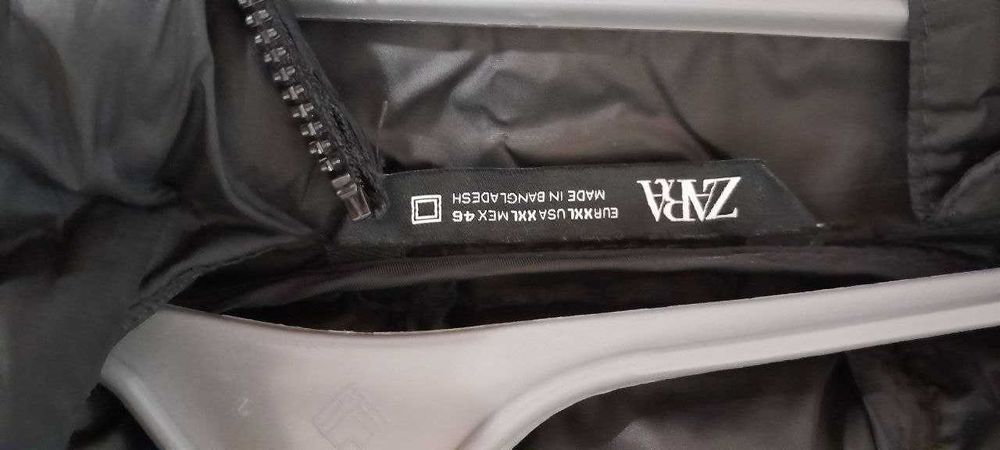 ZARA
EUR XXL USA XXL MEX 46
MADE IN BANGLADESH